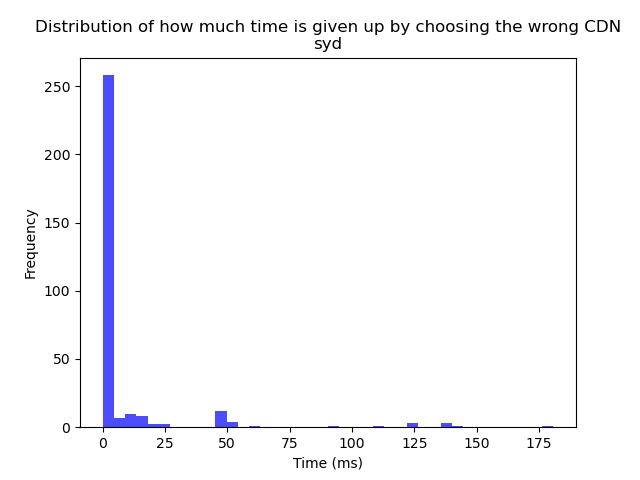 Distribution of how much time is given up by choosing the wrong CDN
syd
250
200
150
100
50
0
Frequency
0 25 50 75 100 125 150 175
Time (ms)